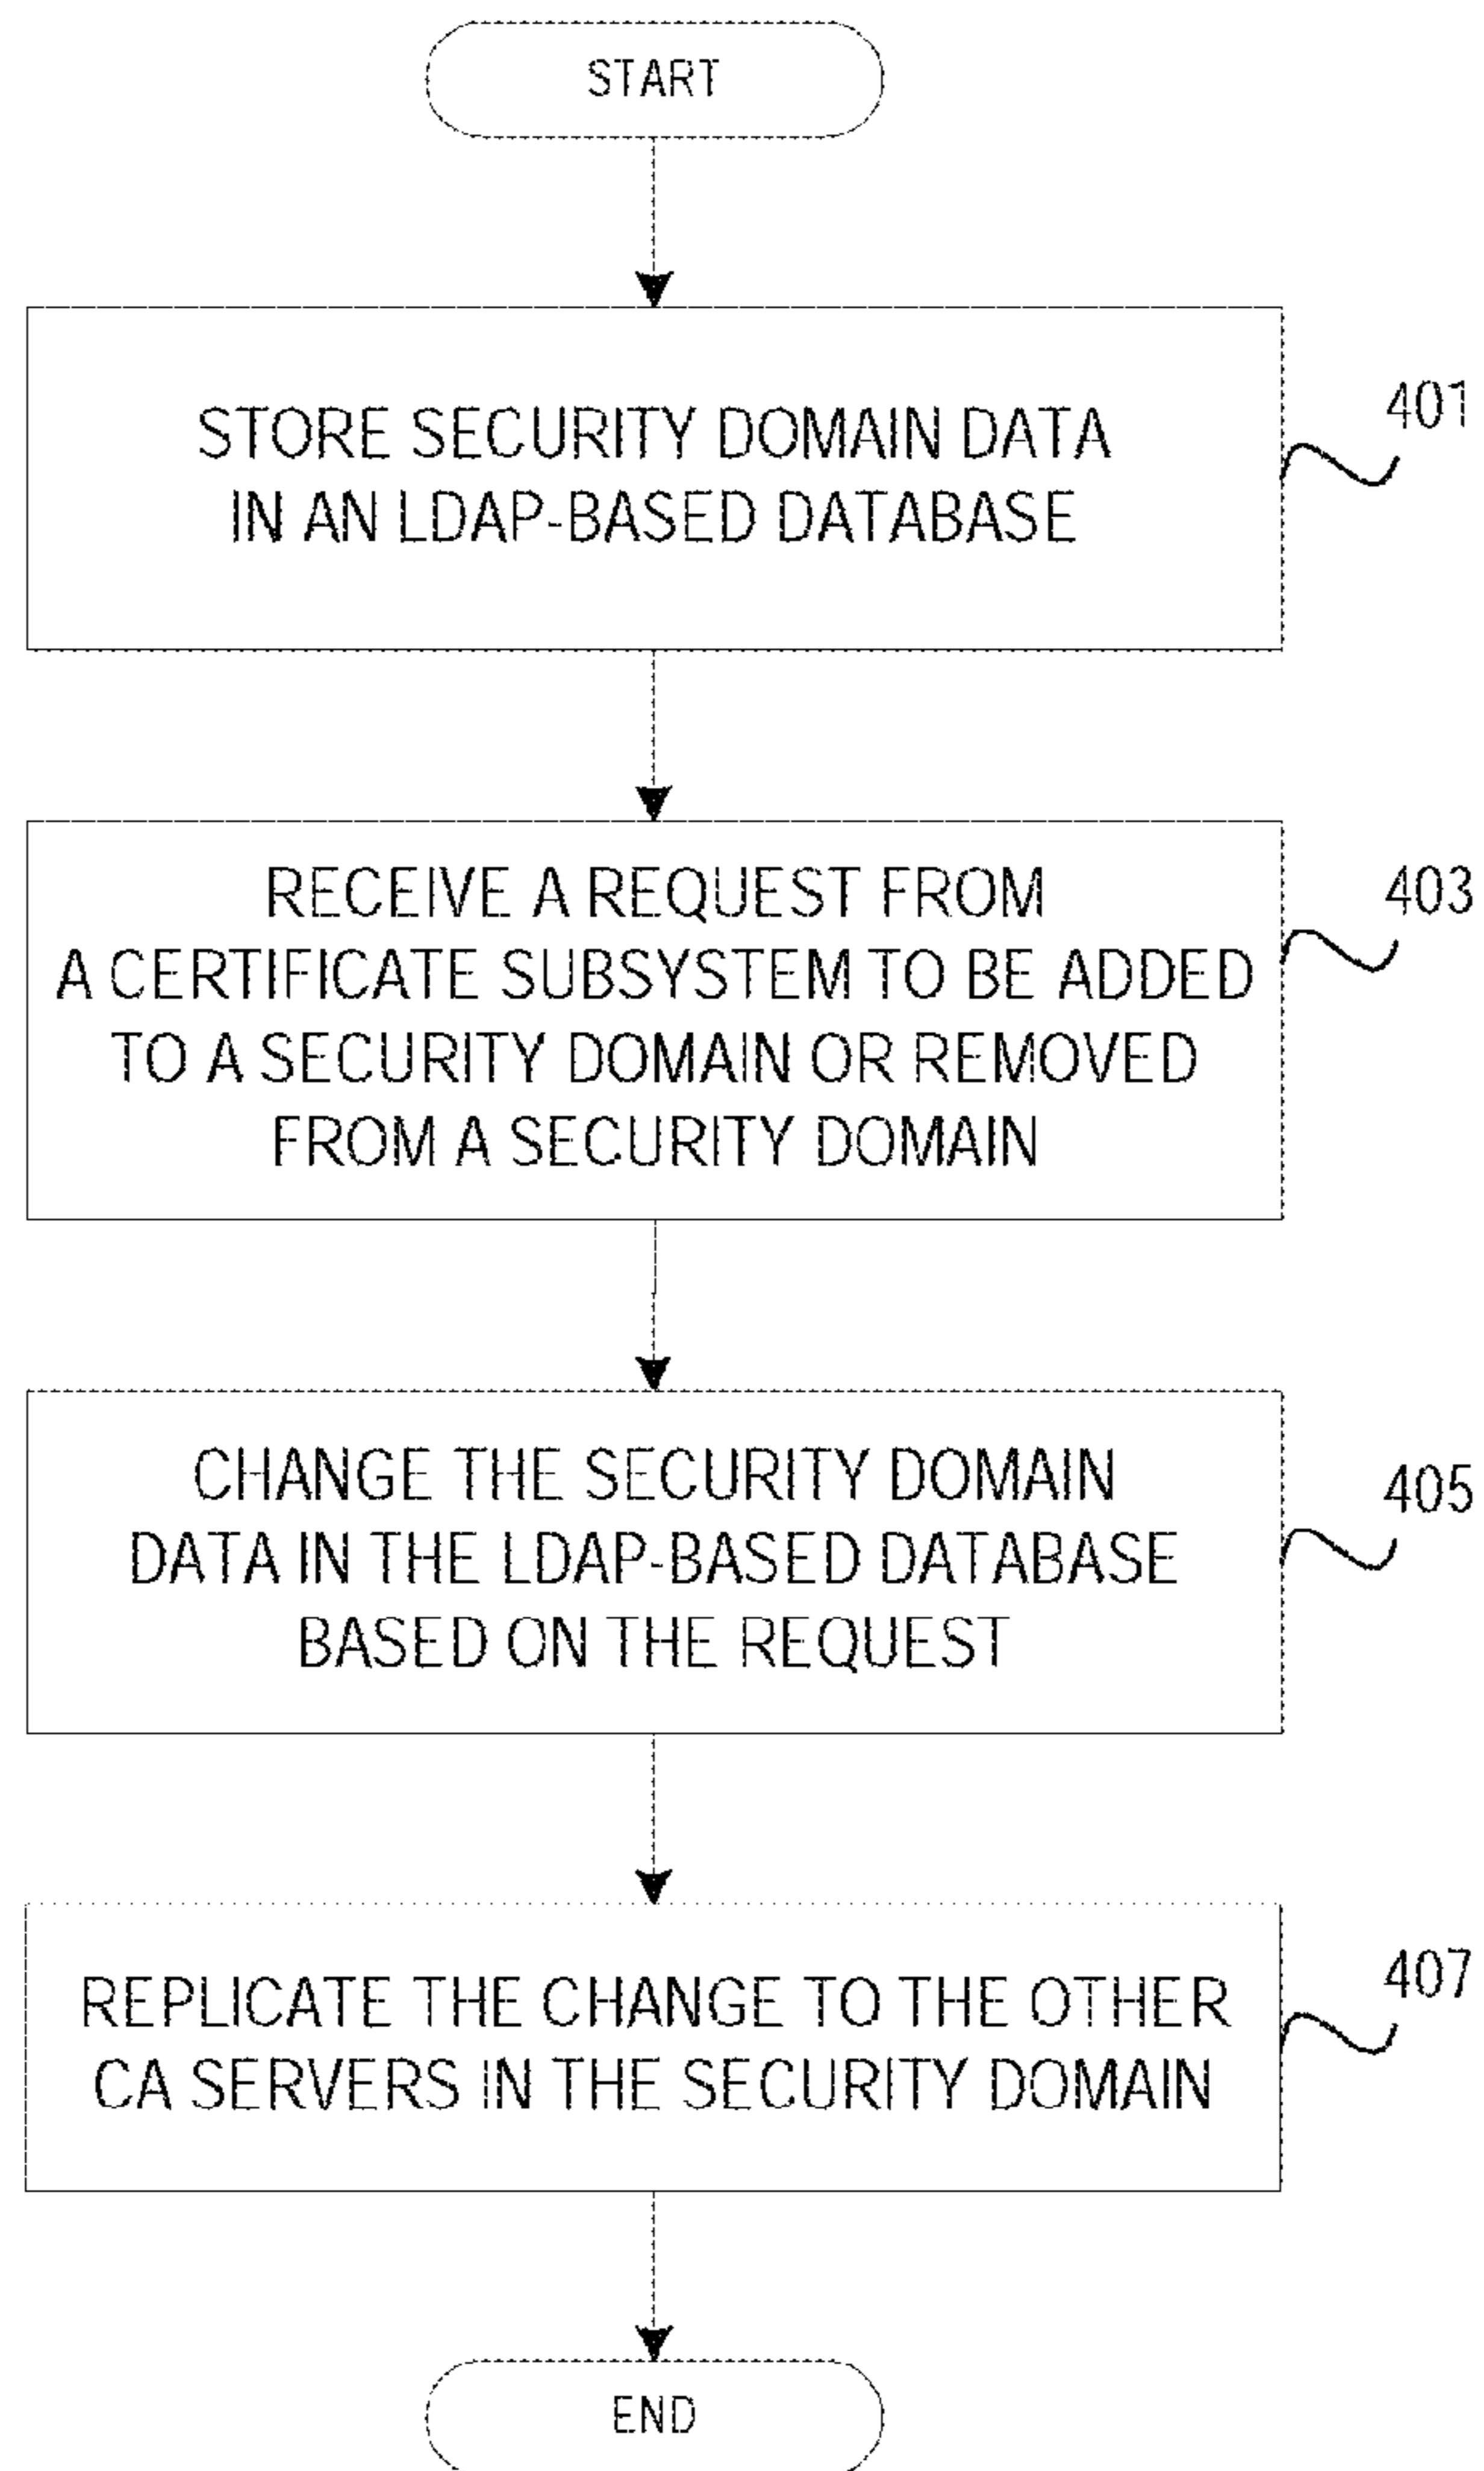 START
STORE SECURITY DOMAIN DATA
IN AN LDAP-BASED DATABASE
401
RECEIVE A REQUEST FROM
A CERTIFICATE SUBSYSTEM TO BE ADDED
TO A SECURITY DOMAIN OR REMOVED
FROM A SECURITY DOMAIN
403
CHANGE THE SECURITY DOMAIN
DATA IN THE LDAP-BASED DATABASE
BASED ON THE REQUEST
405
REPLICATE THE CHANGE TO THE OTHER
CA SERVERS IN THE SECURITY DOMAIN
407
END